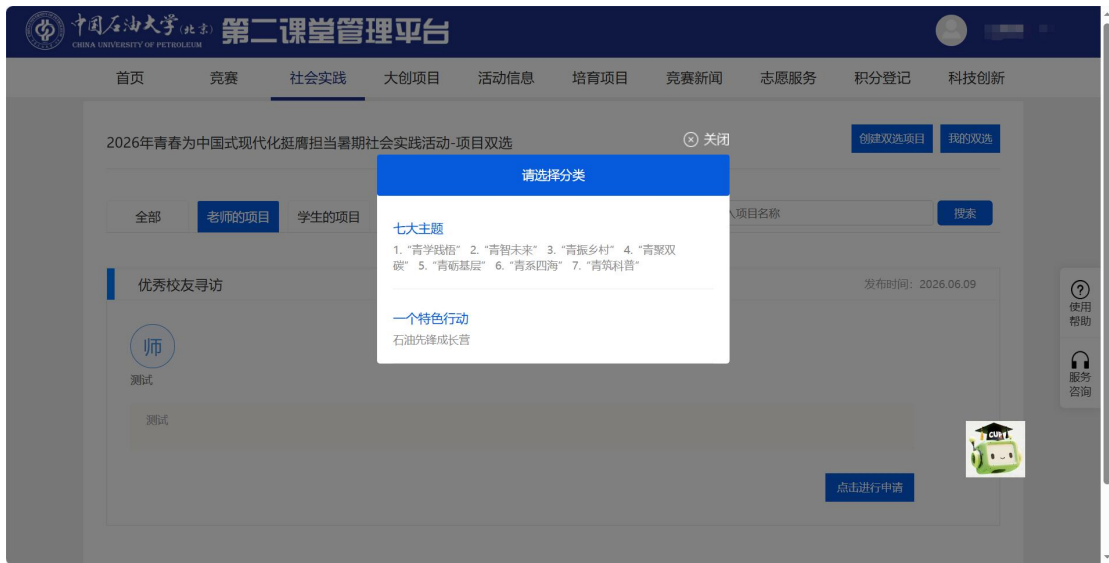 中国石油大学(北京)
CHINA UNIVERSITY OF PETROLEUM
第二课堂管理平台
首页 竞赛 社会实践 大创项目 活动信息 培育项目 竞赛新闻 志愿服务 积分登记 科技创新
2026年青春为中国式现代化挺膺担当暑期社会实践活动-项目双选
关闭
创建双选项目 我的双选
请选择分类
全部 老师的项目 学生的项目
入项目名称 搜索
七大主题
1. “青学践悟” 2. “青智未来” 3. “青振乡村” 4. “青聚双
碳” 5. “青砺基层” 6. “青系四海” 7. “青筑科普”
一个特色行动
石油先锋成长营
优秀校友寻访
发布时间:2026.06.09
师
测试
测试
点击进行申请
使用
帮助
服务
咨询
CUP